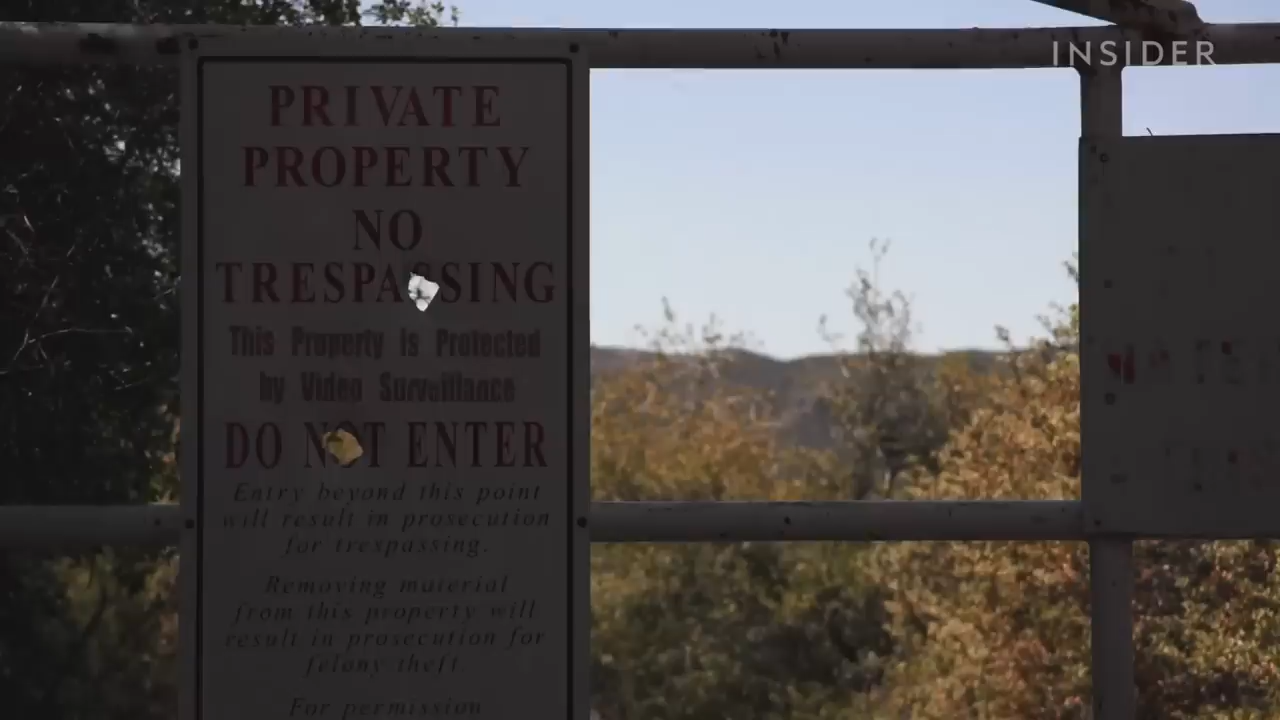 INSIDER
PRIVATE
PROPERTY
NO
TRESPASSING
This Property is Protected
by Video Surveillance
DO NOT ENTER
Entry beyond this point
will result in prosecution
for trespassing.
Removing material
from this property will
result in prosecution for
felony theft
For permission